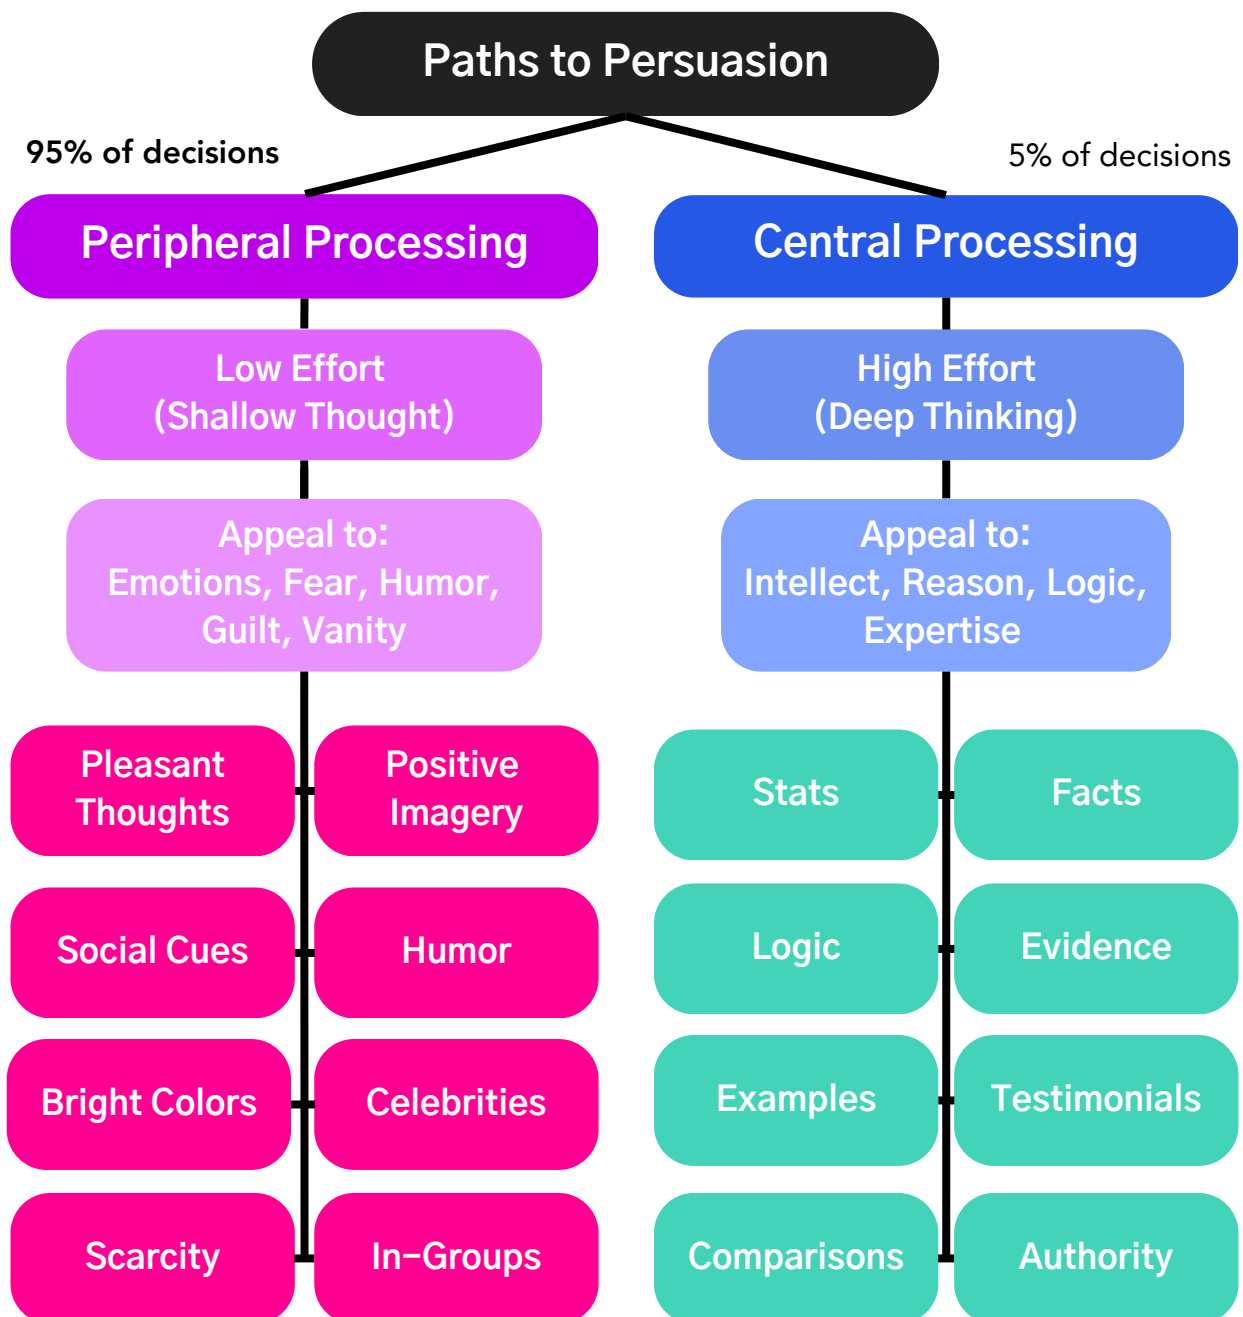 Paths to Persuasion
95% of decisions
5% of decisions
Peripheral Processing
Central Processing
Low Effort
(Shallow Thought)
High Effort
(Deep Thinking)
Appeal to:
Emotions, Fear, Humor,
Guilt, Vanity
Appeal to:
Intellect, Reason, Logic,
Expertise
Pleasant
Thoughts
Positive
Imagery
Social Cues
Humor
Bright Colors
Celebrities
Scarcity
In-Groups
Stats
Facts
Logic
Evidence
Examples
Testimonials
Comparisons
Authority